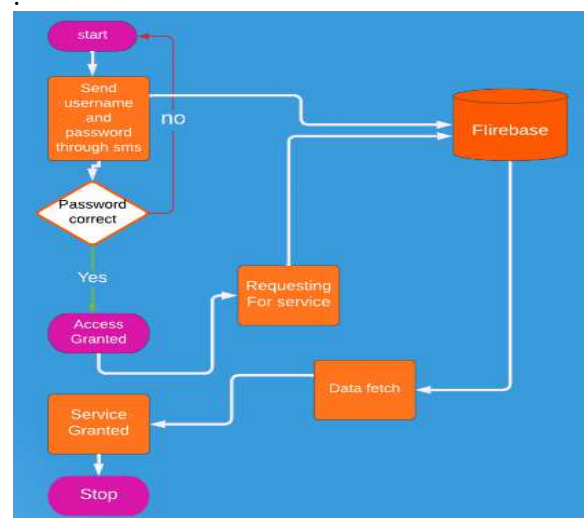 .
start
Send
username
and
password
through sms
no
Flirebase
Password
correct
Yes
Requesting
For service
Access
Granted
Data fetch
Service
Granted
Stop